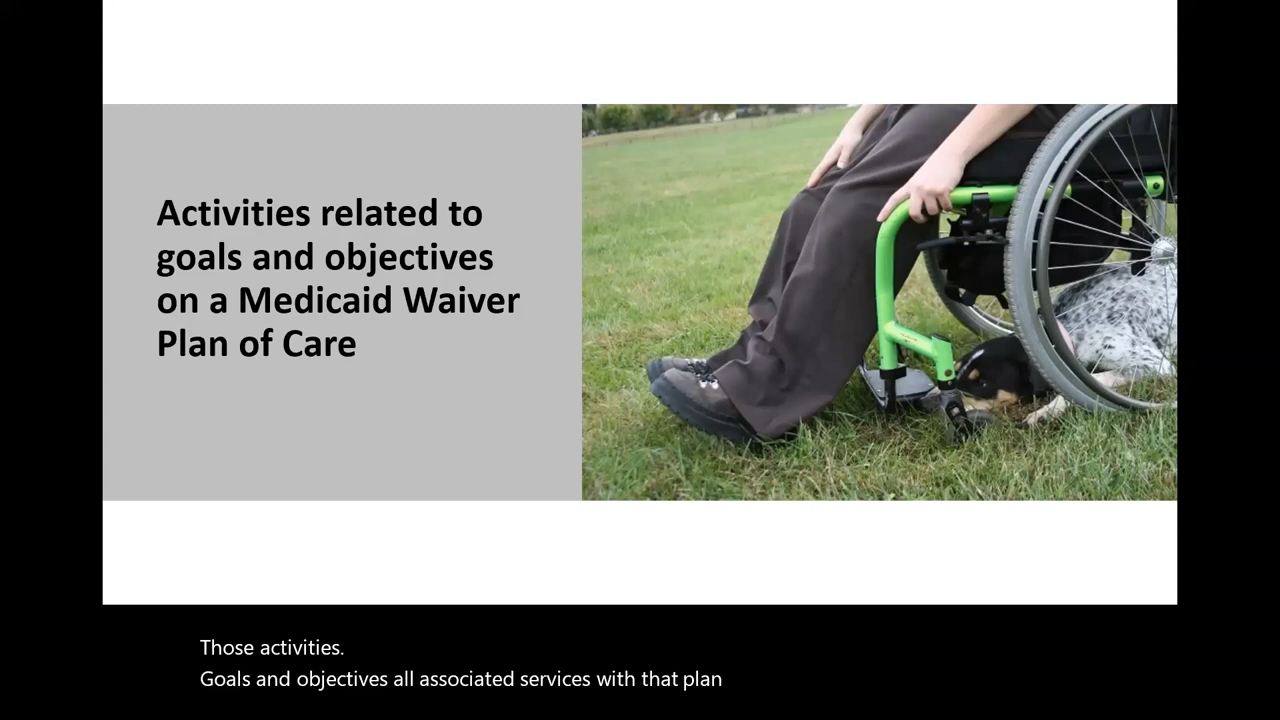 Activities related to
goals and objectives
on a Medicaid Waiver
Plan of Care
Those activities.
Goals and objectives all associated services with that plan